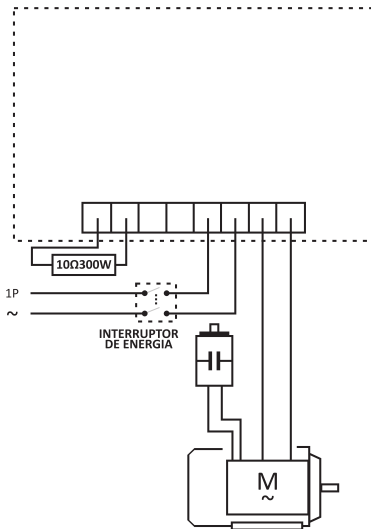 10Ω300W
1P
~
INTERRUPTOR
DE ENERGIA
M
~